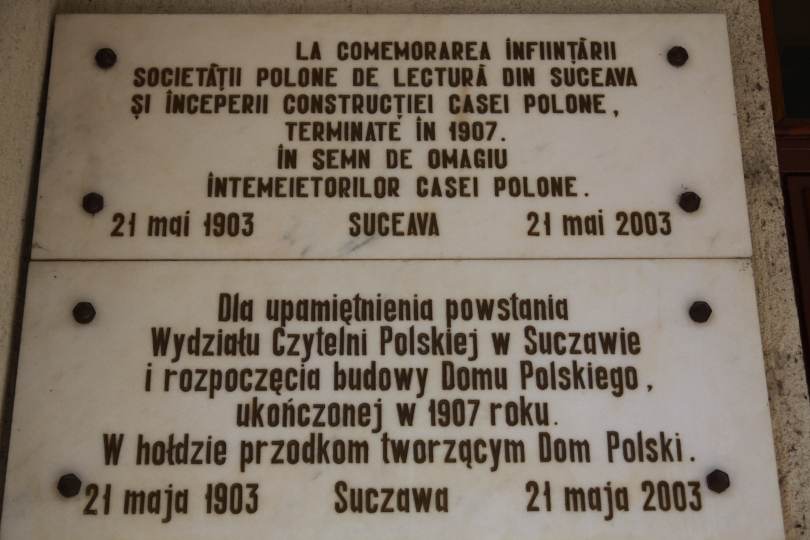 LA COMEMORAREA ÎNFIINȚĂRII
SOCIETĂȚII POLONE DE LECTURĂ DIN SUCEAVA
ȘI ÎNCEPERII CONSTRUCȚIEI CASEI POLONE,
TERMINATE ÎN 1907.
ÎN SEMN DE OMAGIU
ÎNTEMEIETORILOR CASEI POLONE.
21 mai 1903 SUCEAVA 21 mai 2003
Dla upamiętnienia powstania
Wydziału Czytelni Polskiej w Suczawie
i rozpoczęcia budowy Domu Polskiego,
ukończonej w 1907 roku.
W hołdzie przodkom tworzącym Dom Polski.
21 maja 1903 Suczawa 21 maja 2003